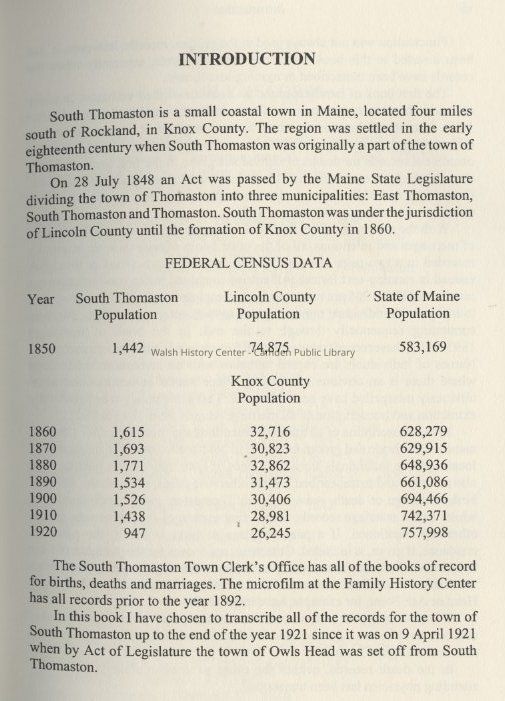 INTRODUCTION
South Thomaston is a small coastal town in Maine, located four miles
south of Rockland, in Knox County. The region was settled in the early
eighteenth century when South Thomaston was originally a part of the town of
Thomaston.
On 28 July 1848 an Act was passed by the Maine State Legislature
dividing the town of Thomaston into three municipalities: East Thomaston,
South Thomaston and Thomaston. South Thomaston was under the jurisdiction
of Lincoln County until the formation of Knox County in 1860.
FEDERAL CENSUS DATA
Year South Thomaston Lincoln County State of Maine
Population Population Population
1850 1,442 74,875 583,169
Walsh History Center - Camden Public Library
Knox County
Population
1860 1,615 32,716 628,279
1870 1,693 30,823 629,915
1880 1,771 32,862 648,936
1890 1,534 31,473 661,086
1900 1,526 30,406 694,466
1910 1,438 28,981 742,371
1920 947 26,245 757,998
The South Thomaston Town Clerk's Office has all of the books of record
for births, deaths and marriages. The microfilm at the Family History Center
has all records prior to the year 1892.
In this book I have chosen to transcribe all of the records for the town of
South Thomaston up to the end of the year 1921 since it was on 9 April 1921
when by Act of Legislature the town of Owls Head was set off from South
Thomaston.